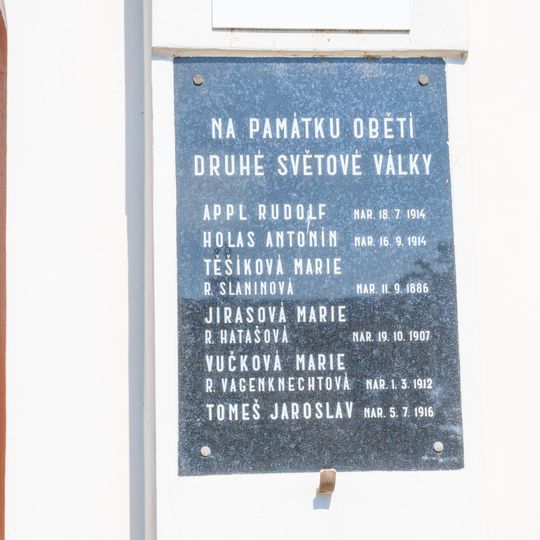 NA PAMÁTKU OBĚTÍ
DRUHÉ SVĚTOVÉ VÁLKY
APPL RUDOLF NAR. 18. 7. 1914
HOLAS ANTONÍN NAR. 16. 9. 1914
TĚŠÍKOVÁ MARIE
R. SLANINOVÁ NAR. 11. 9. 1886
JIRASOVÁ MARIE
R. HATAŠOVÁ NAR. 19. 10. 1907
VUČKOVÁ MARIE
R. VAGENKNECHTOVÁ NAR. 1. 3. 1912
TOMEŠ JAROSLAV NAR. 5. 7. 1916